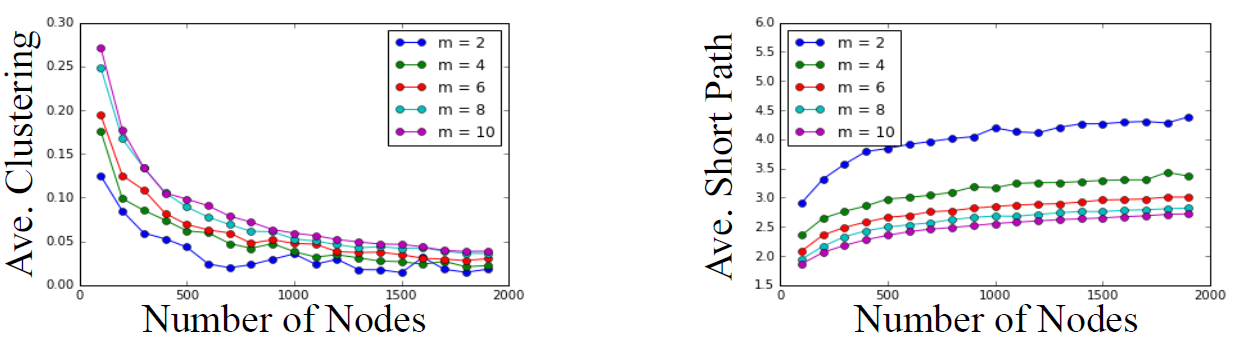 Ave. Clustering
0.30
0.25
0.20
0.15
0.10
0.05
0.00
0 500 1000 1500 2000
Number of Nodes
m = 2
m = 4
m = 6
m = 8
m = 10
Ave. Short Path
6.0
5.5
5.0
4.5
4.0
3.5
3.0
2.5
2.0
1.5
0 500 1000 1500 2000
Number of Nodes
m = 2
m = 4
m = 6
m = 8
m = 10